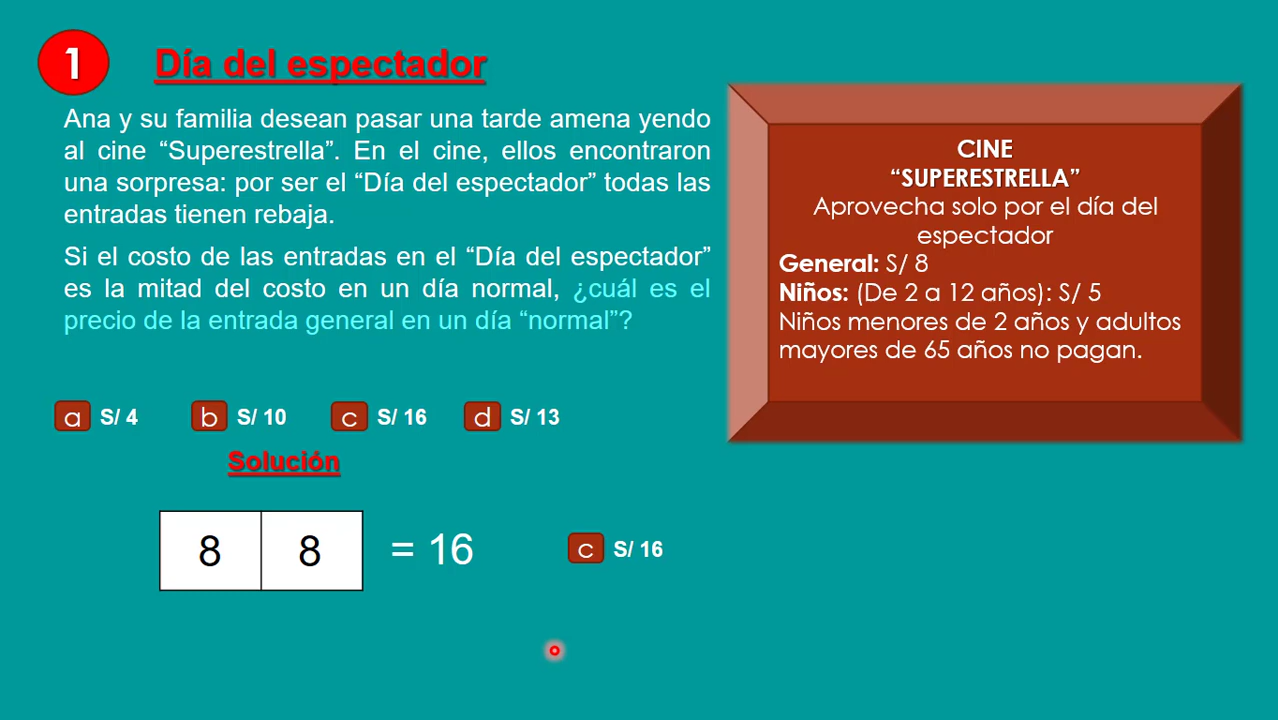 1
Día del espectador
Ana y su familia desean pasar una tarde amena yendo
al cine “Superestrella”. En el cine, ellos encontraron
una sorpresa: por ser el “Día del espectador” todas las
entradas tienen rebaja.
Si el costo de las entradas en el “Día del espectador”
es la mitad del costo en un día normal, ¿cuál es el
precio de la entrada general en un día “normal”?
CINE
“SUPERESTRELLA”
Aprovecha solo por el día del
espectador
General: S/ 8
Niños: (De 2 a 12 años): S/ 5
Niños menores de 2 años y adultos
mayores de 65 años no pagan.
a S/ 4 b S/ 10 c S/ 16 d S/ 13
Solución
8 8 = 16 c S/ 16